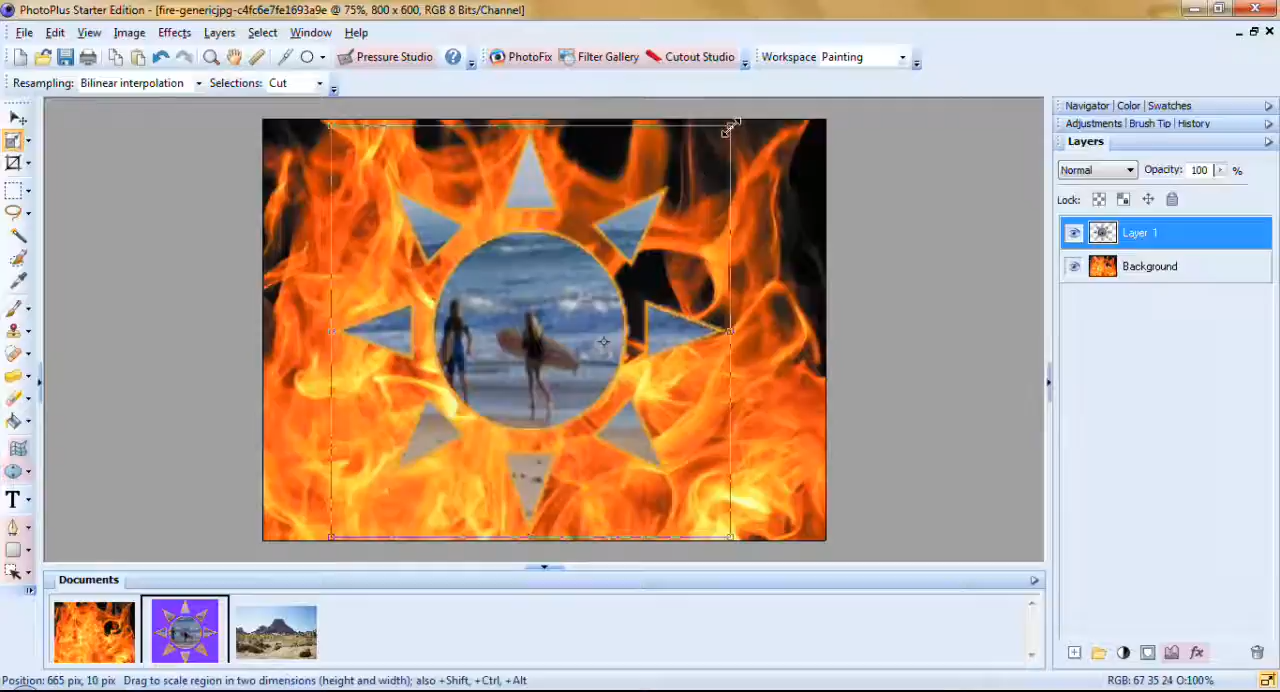 PhotoPlus Starter Edition - [fire-genericjpg-c4fc6e7fe1693a9e @ 75%, 800 x 600, RGB 8 Bits/Channel]
File Edit View Image Effects Layers Select Window Help
Pressure Studio PhotoFix Filter Gallery Cutout Studio Workspace Painting
Resampling: Bilinear interpolation Selections: Cut
Navigator Color Swatches
Adjustments Brush Tip History
Layers
Normal Opacity: 100 %
Lock:
Layer 1
Background
T
Documents
fx
Position: 665 pix, 10 pix Drag to scale region in two dimensions (height and width); also +Shift, +Ctrl, +Alt RGB: 67 35 24 O:100%